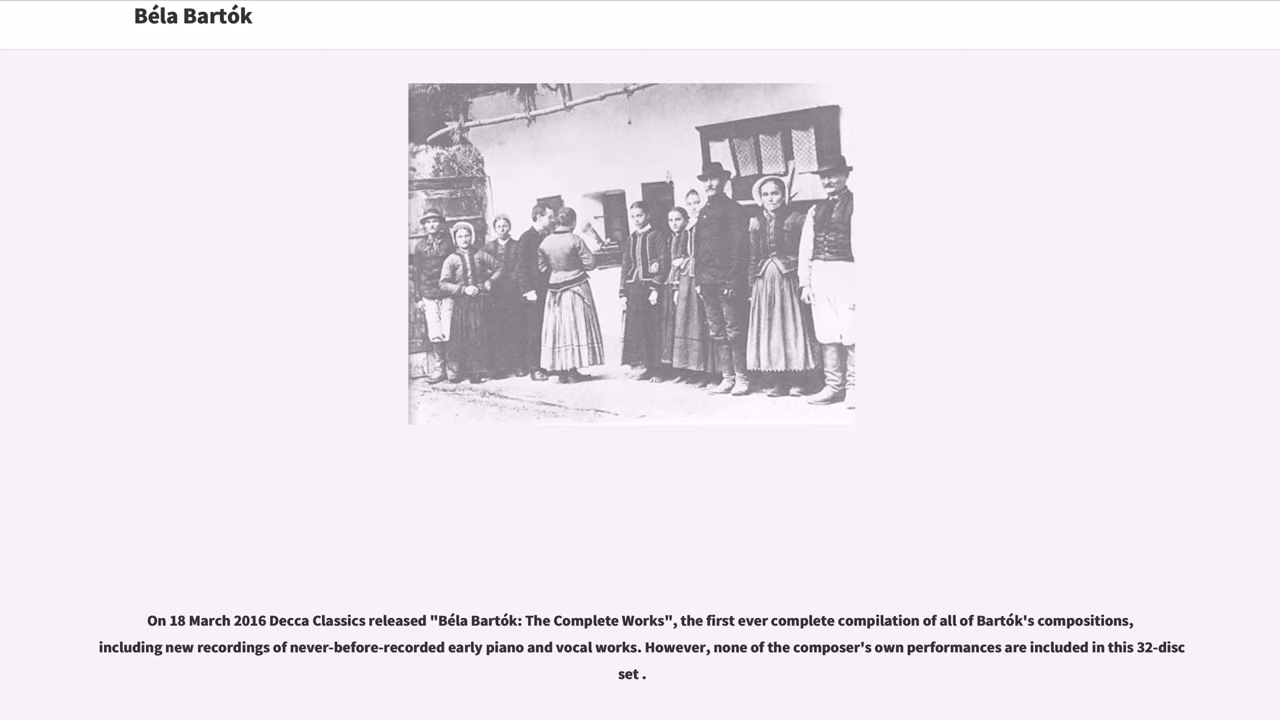 Béla Bartók
On 18 March 2016 Decca Classics released "Béla Bartók: The Complete Works", the first ever complete compilation of all of Bartók's compositions,
including new recordings of never-before-recorded early piano and vocal works. However, none of the composer's own performances are included in this 32-disc
set .